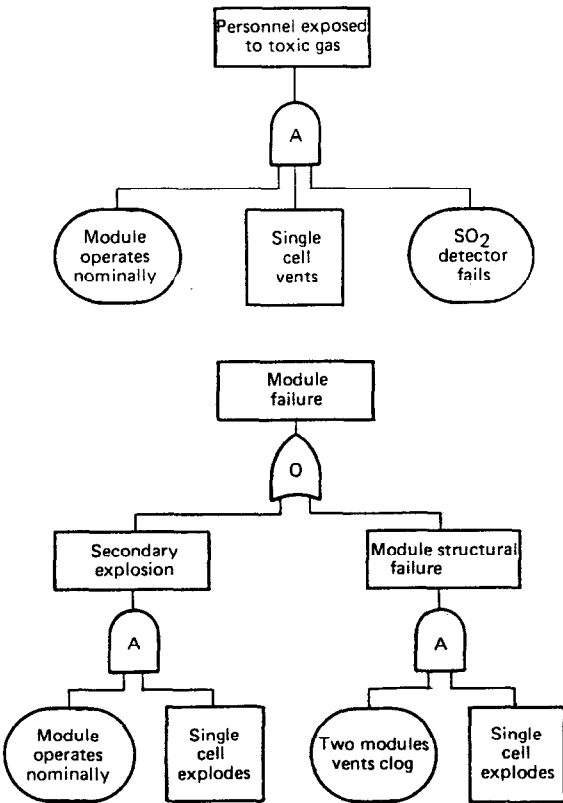 Personnel exposed
to toxic gas
A
Module
operates
nominally
Single
cell
vents
SO2
detector
fails
Module
failure
O
Secondary
explosion
Module structural
failure
A
A
Module
operates
nominally
Single
cell
explodes
Two modules
vents clog
Single
cell
explodes